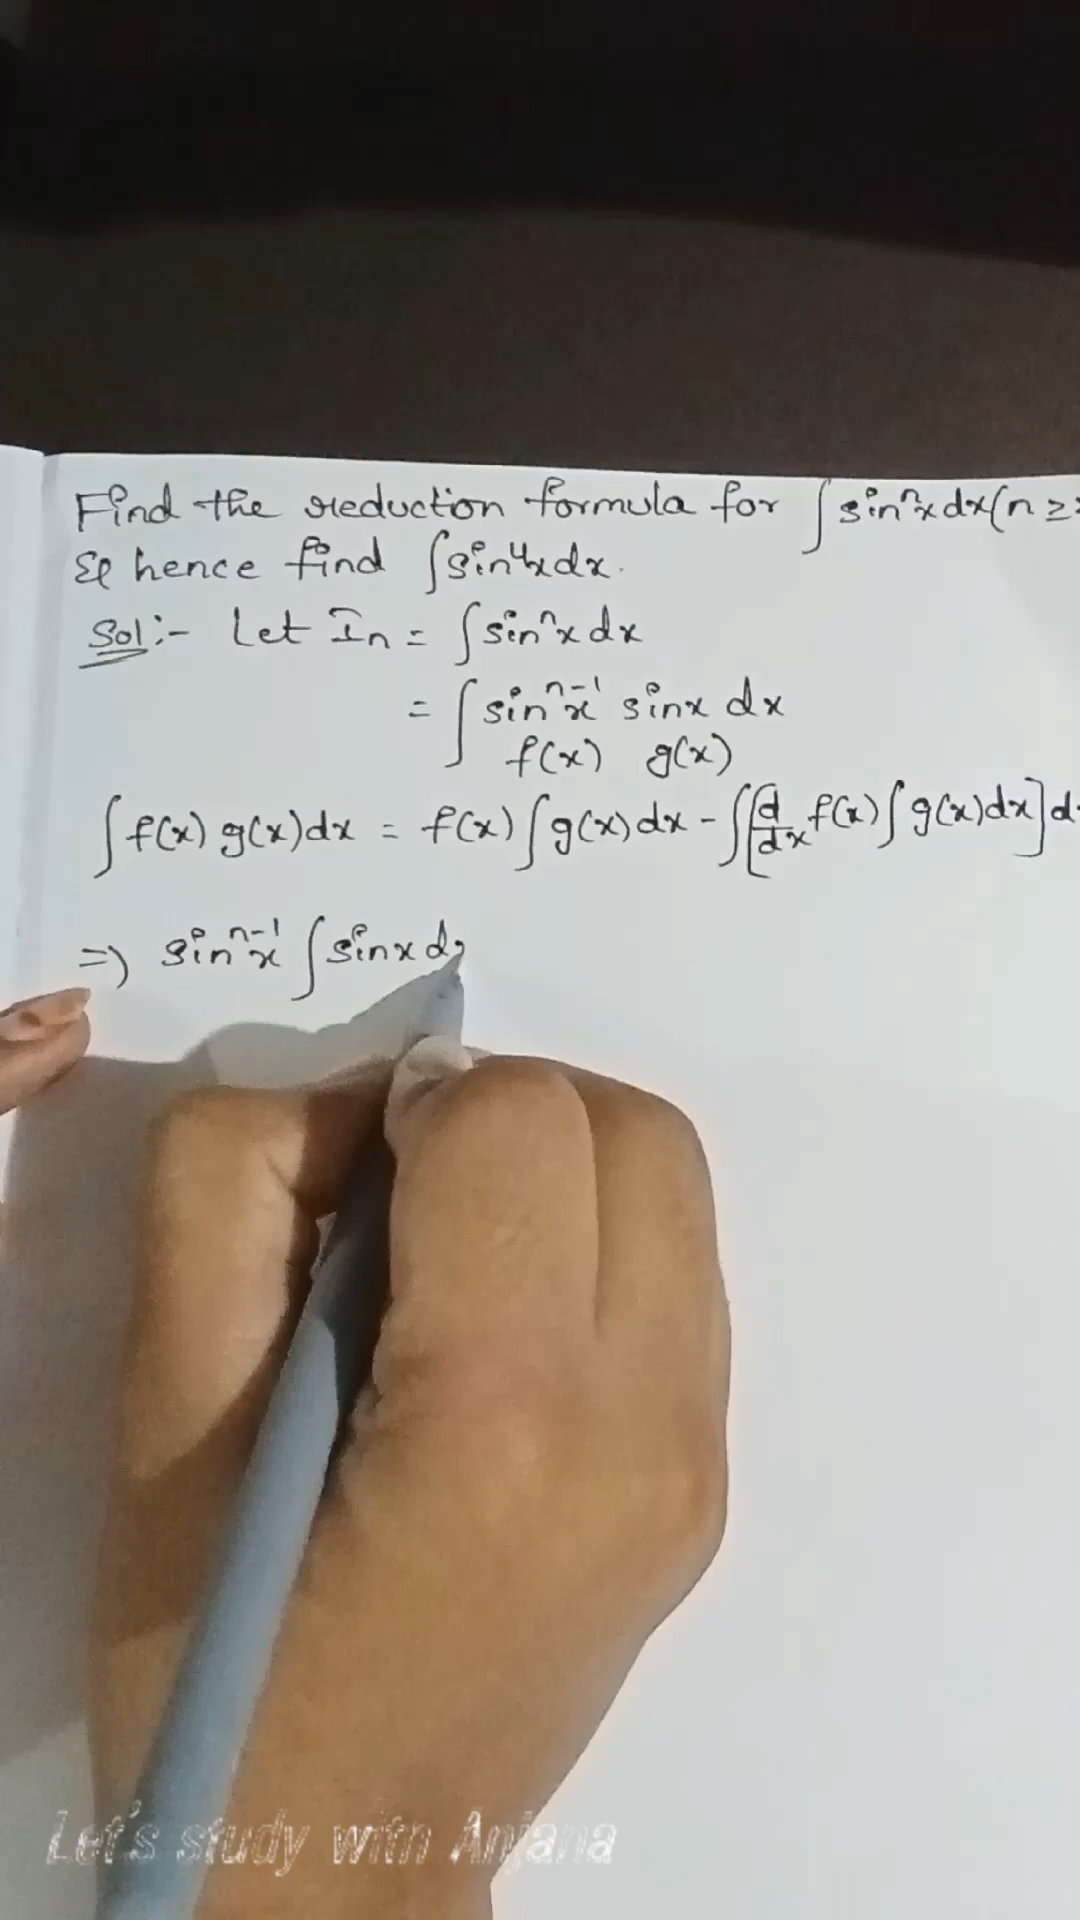 Find the reduction formula for ∫ sinⁿx dx (n ≥
& hence find ∫sin⁴x dx.
Sol:- Let Iₙ = ∫ sinⁿx dx
= ∫ sinⁿ⁻¹x sinx dx
f(x) g(x)
∫ f(x) g(x) dx = f(x) ∫ g(x) dx - ∫[d/dx f(x) ∫ g(x) dx] d
⇒ sinⁿ⁻¹x ∫ sinx d
Let's study with Anjana